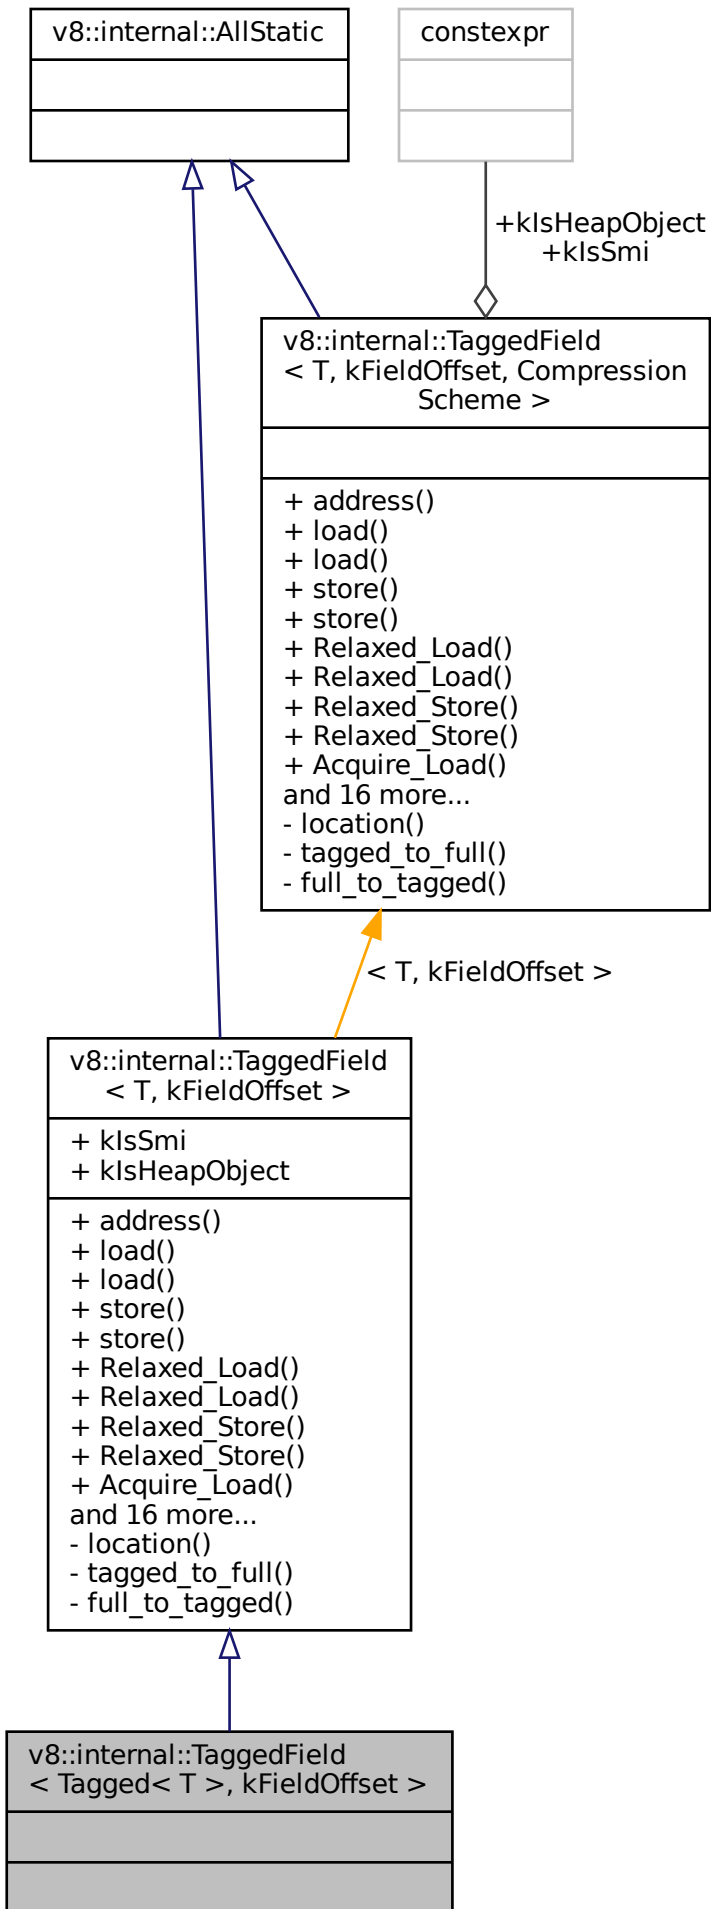 v8::internal::AllStatic
constexpr
+kIsHeapObject
+kIsSmi
v8::internal::TaggedField
< T, kFieldOffset, Compression
Scheme >
+ address()
+ load()
+ load()
+ store()
+ store()
+ Relaxed_Load()
+ Relaxed_Load()
+ Relaxed_Store()
+ Relaxed_Store()
+ Acquire_Load()
and 16 more...
- location()
- tagged_to_full()
- full_to_tagged()
< T, kFieldOffset >
v8::internal::TaggedField
< T, kFieldOffset >
+ kIsSmi
+ kIsHeapObject
+ address()
+ load()
+ load()
+ store()
+ store()
+ Relaxed_Load()
+ Relaxed_Load()
+ Relaxed_Store()
+ Relaxed_Store()
+ Acquire_Load()
and 16 more...
- location()
- tagged_to_full()
- full_to_tagged()
v8::internal::TaggedField
< Tagged< T >, kFieldOffset >